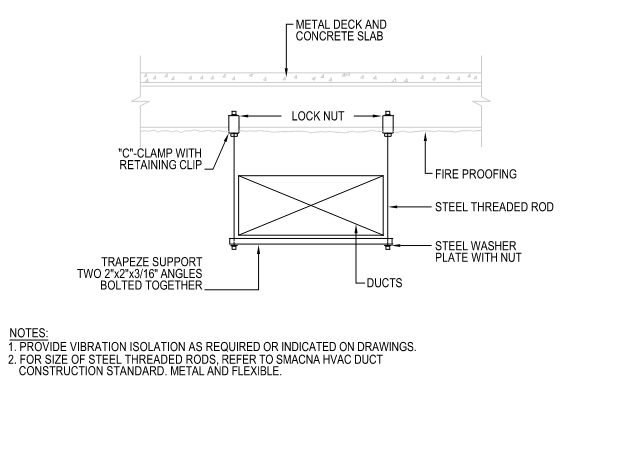 METAL DECK AND
CONCRETE SLAB
LOCK NUT
"C"-CLAMP WITH
RETAINING CLIP
FIRE PROOFING
STEEL THREADED ROD
STEEL WASHER
PLATE WITH NUT
TRAPEZE SUPPORT
TWO 2"x2"x3/16" ANGLES
BOLTED TOGETHER
DUCTS
NOTES:
1. PROVIDE VIBRATION ISOLATION AS REQUIRED OR INDICATED ON DRAWINGS.
2. FOR SIZE OF STEEL THREADED RODS, REFER TO SMACNA HVAC DUCT
CONSTRUCTION STANDARD. METAL AND FLEXIBLE.